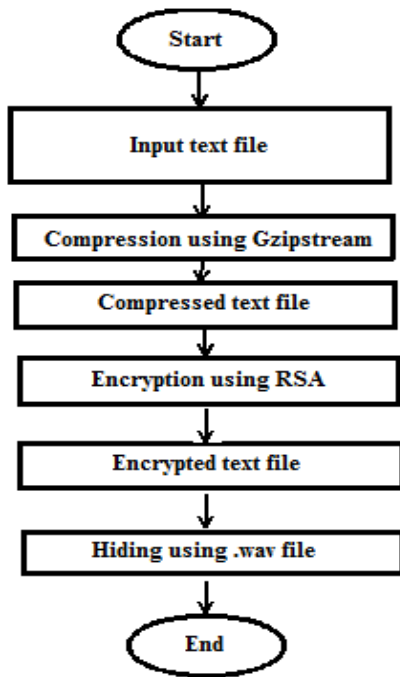 Start
Input text file
Compression using Gzipstream
Compressed text file
Encryption using RSA
Encrypted text file
Hiding using .wav file
End